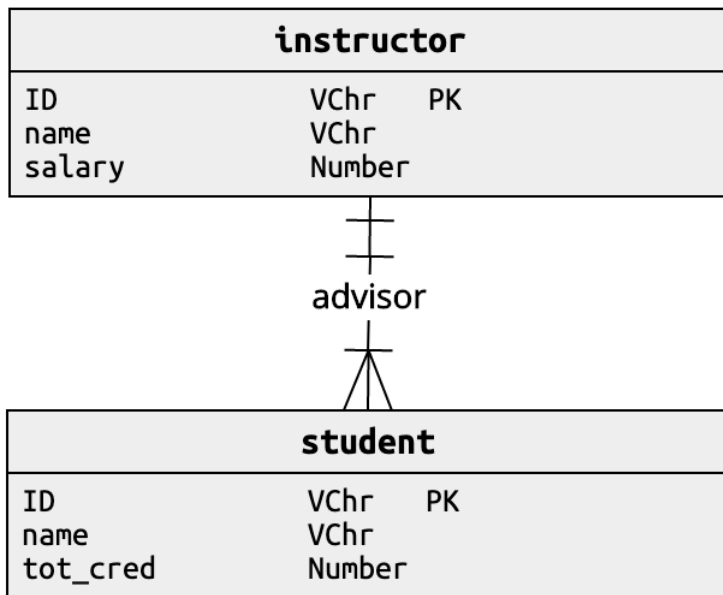 instructor
ID VChr PK
name VChr
salary Number
advisor
student
ID VChr PK
name VChr
tot_cred Number